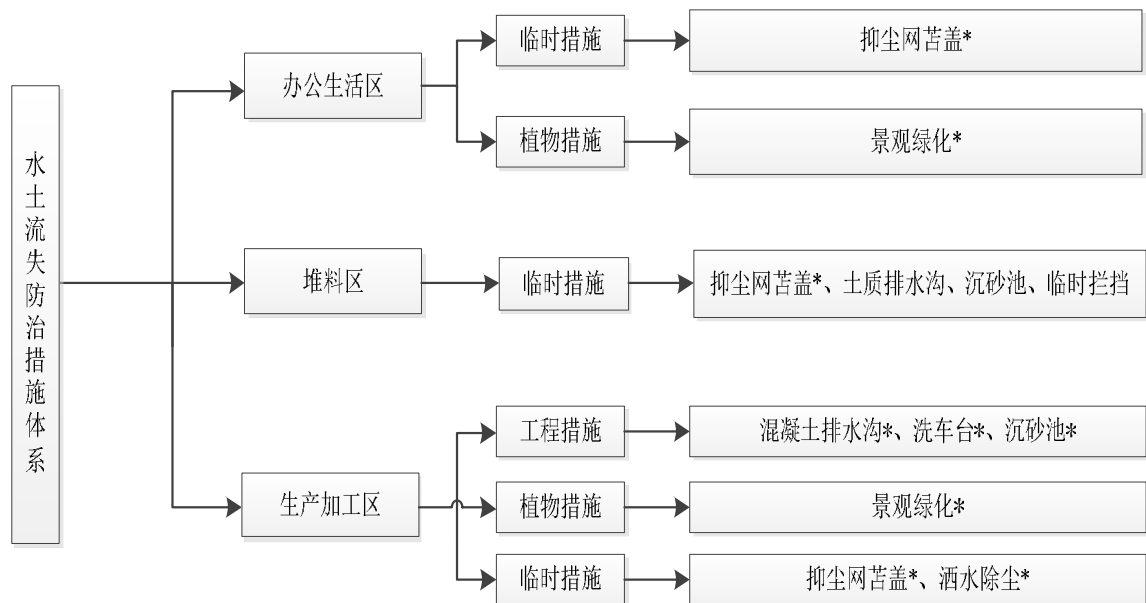 水土流失防治措施体系
办公生活区
临时措施
抑尘网苫盖*
植物措施
景观绿化*
堆料区
临时措施
抑尘网苫盖*、土质排水沟、沉砂池、临时拦挡
生产加工区
工程措施
混凝土排水沟*、洗车台*、沉砂池*
植物措施
景观绿化*
临时措施
抑尘网苫盖*、洒水除尘*